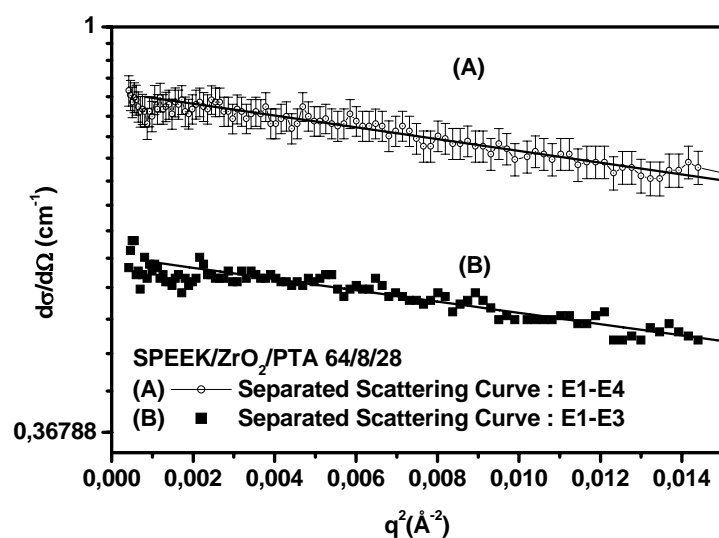 1
(A)
dσ/dΩ (cm⁻¹)
(B)
SPEEK/ZrO₂/PTA 64/8/28
(A) Separated Scattering Curve : E1-E4
(B) Separated Scattering Curve : E1-E3
0,36788
0,000 0,002 0,004 0,006 0,008 0,010 0,012 0,014
q²(Å⁻²)